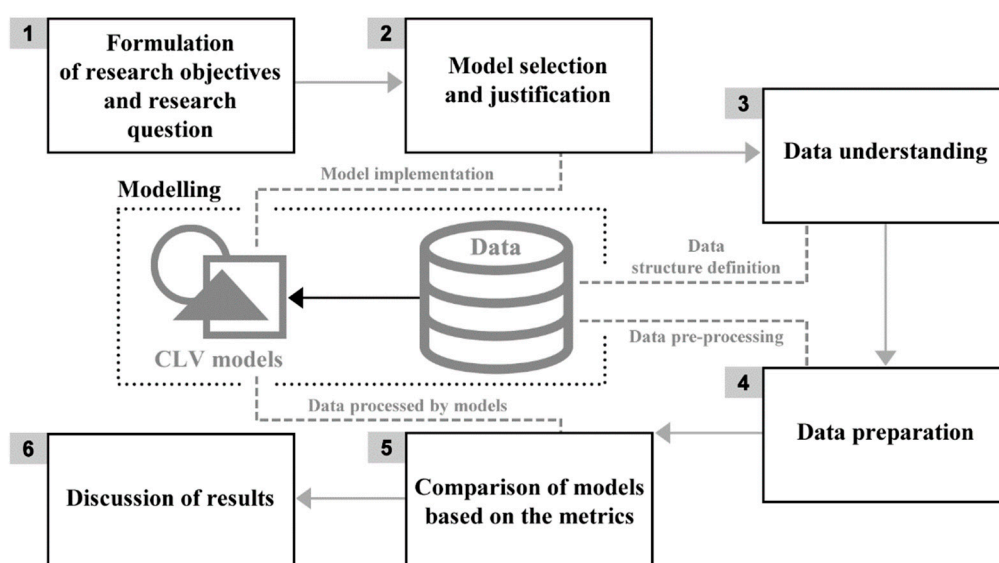 1
Formulation
of research objectives
and research
question
2
Model selection
and justification
3
Data understanding
Model implementation
Modelling
Data
CLV models
Data
structure definition
Data pre-processing
4
Data preparation
Data processed by models
5
Comparison of models
based on the metrics
6
Discussion of results